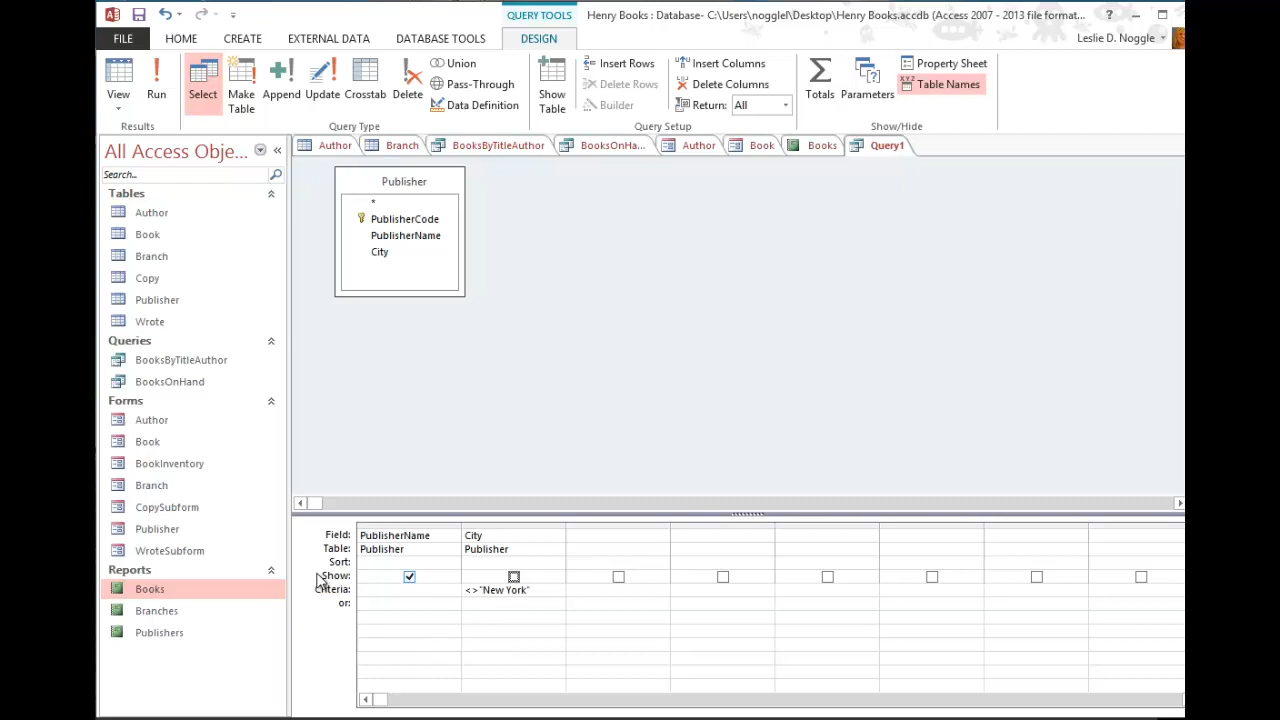 QUERY TOOLS
Henry Books : Database- C:\Users\nogglel\Desktop\Henry Books.accdb (Access 2007 - 2013 file format...
?
FILE HOME CREATE EXTERNAL DATA DATABASE TOOLS DESIGN
Leslie D. Noggle
View
Run
Select
Make Table
Append
Update
Crosstab
Delete
Union
Pass-Through
Data Definition
Show Table
Insert Rows
Delete Rows
Builder
Insert Columns
Delete Columns
Return: All
Totals
Parameters
Property Sheet
Table Names
Results
Query Type
Query Setup
Show/Hide
All Access Obje...
Search...
Tables
Author
Book
Branch
Copy
Publisher
Wrote
Queries
BooksByTitleAuthor
BooksOnHand
Forms
Author
Book
BookInventory
Branch
CopySubform
Publisher
WroteSubform
Reports
Books
Branches
Publishers
Author Branch BooksByTitleAuthor BooksOnHa... Author Book Books Query1
Publisher
*
PublisherCode
PublisherName
City
Field: PublisherName City
Table: Publisher Publisher
Sort:
Show:
Criteria: <>"New York"
or: